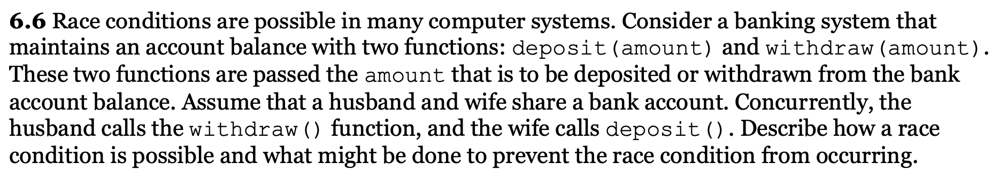 6.6 Race conditions are possible in many computer systems. Consider a banking system that
maintains an account balance with two functions: deposit(amount) and withdraw(amount).
These two functions are passed the amount that is to be deposited or withdrawn from the bank
account balance. Assume that a husband and wife share a bank account. Concurrently, the
husband calls the withdraw() function, and the wife calls deposit(). Describe how a race
condition is possible and what might be done to prevent the race condition from occurring.